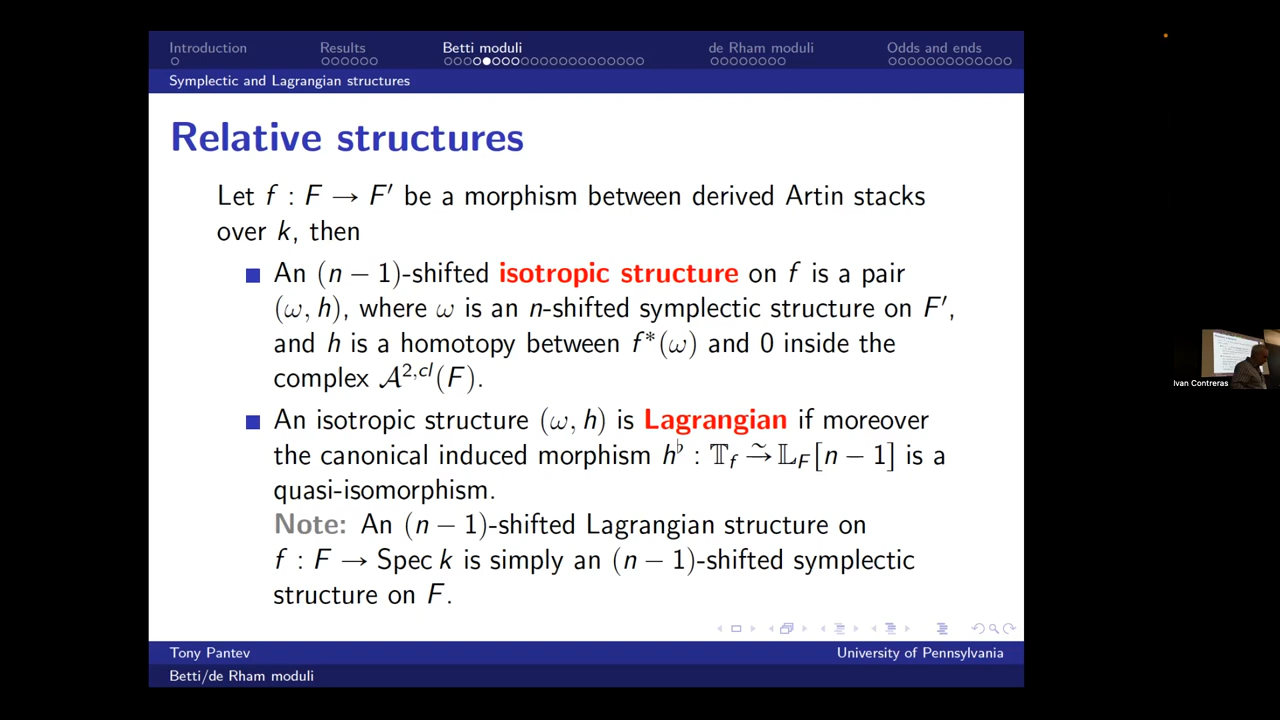 Introduction Results Betti moduli de Rham moduli Odds and ends
Symplectic and Lagrangian structures
Relative structures
Let f : F → F′ be a morphism between derived Artin stacks
over k, then
An (n − 1)-shifted isotropic structure on f is a pair
(ω, h), where ω is an n-shifted symplectic structure on F′,
and h is a homotopy between f*(ω) and 0 inside the
complex 𝒜^{2,cl}(F).
An isotropic structure (ω, h) is Lagrangian if moreover
the canonical induced morphism h^♭ : 𝕋_f →̃ 𝕃_F[n − 1] is a
quasi-isomorphism.
Note: An (n − 1)-shifted Lagrangian structure on
f : F → Spec k is simply an (n − 1)-shifted symplectic
structure on F.
Tony Pantev University of Pennsylvania
Betti/de Rham moduli
Ivan Contreras